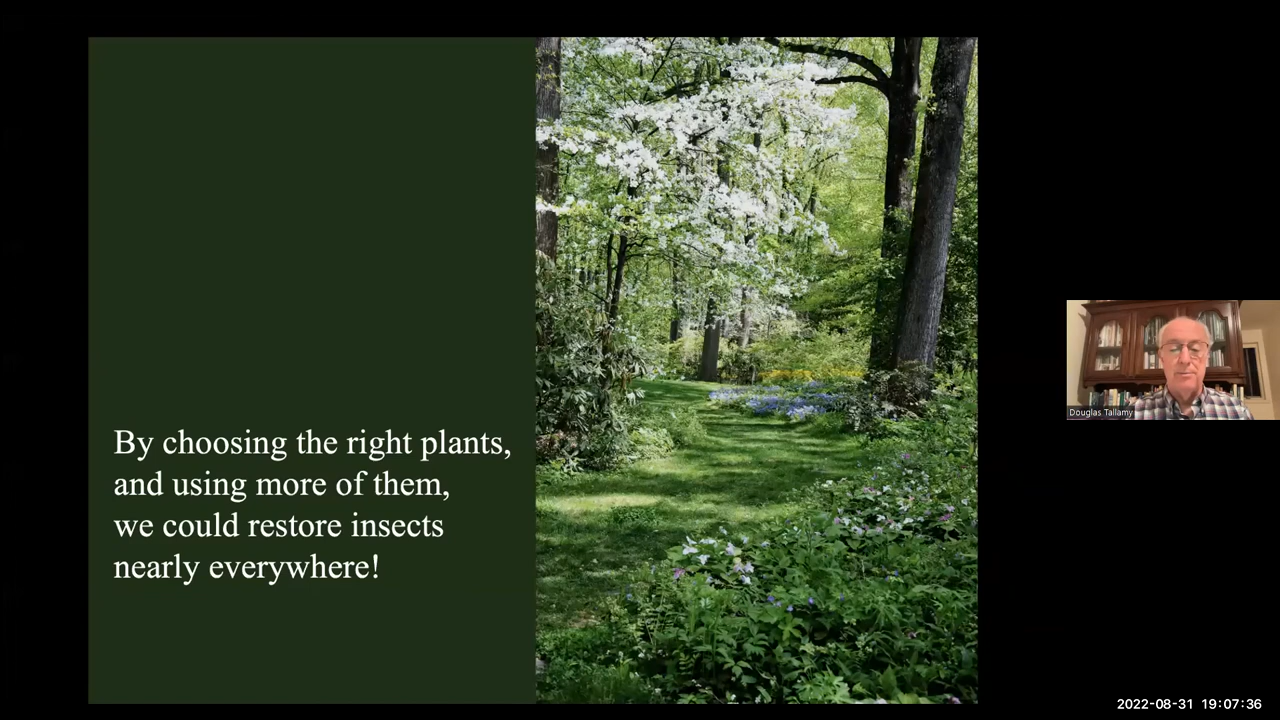 By choosing the right plants,
and using more of them,
we could restore insects
nearly everywhere!
Douglas Tallamy
2022-08-31 19:07:36